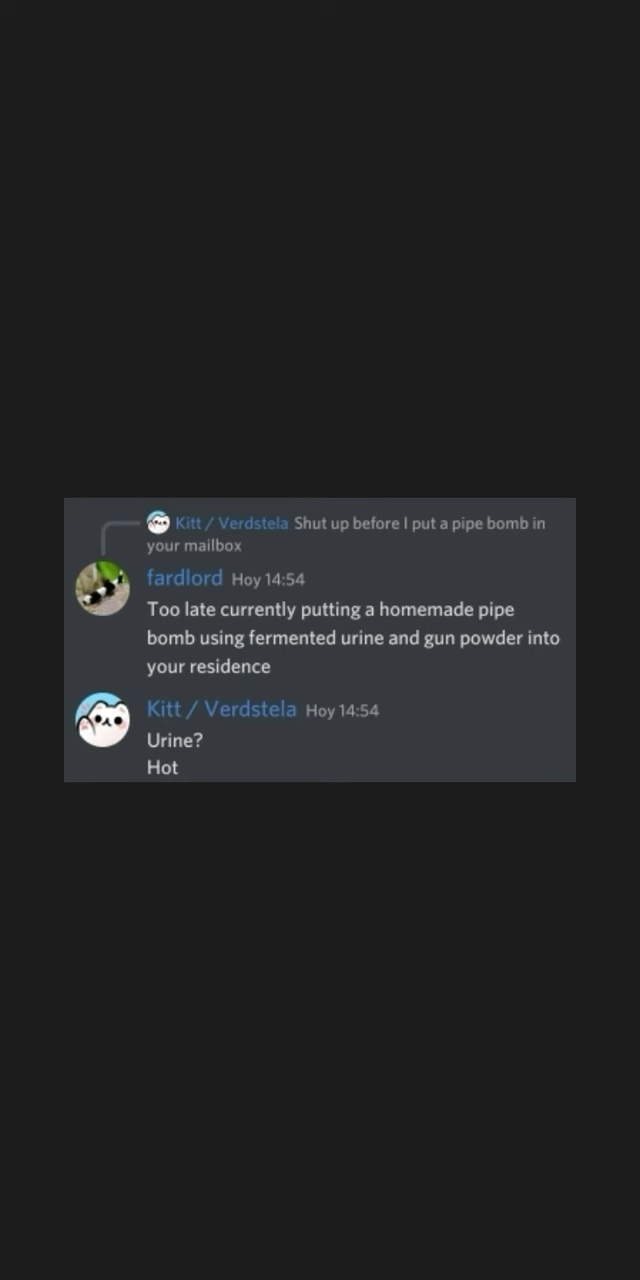 Kitt / Verdstela Shut up before I put a pipe bomb in
your mailbox
fardlord Hoy 14:54
Too late currently putting a homemade pipe
bomb using fermented urine and gun powder into
your residence
Kitt / Verdstela Hoy 14:54
Urine?
Hot